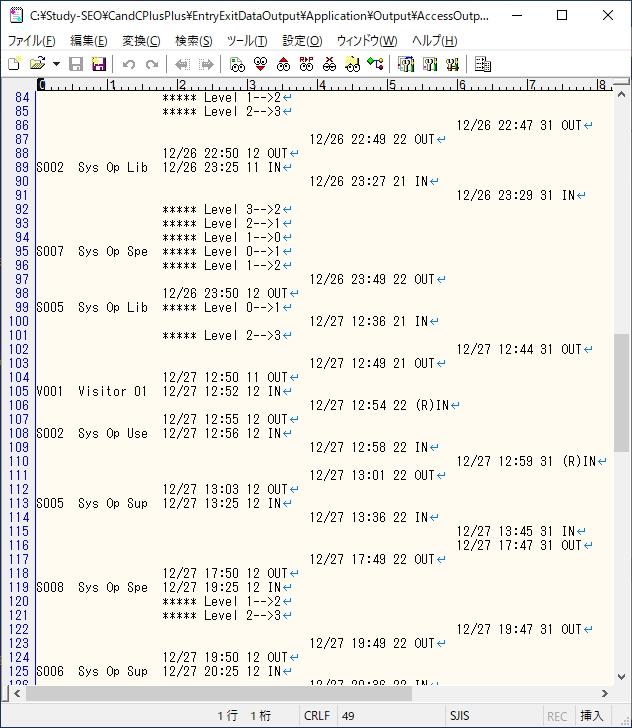 C:¥Study-SEO¥CandCPlusPlus¥EntryExitDataOutput¥Application¥Output¥AccessOutp...
ファイル(F) 編集(E) 変換(C) 検索(S) ツール(T) 設定(O) ウィンドウ(W) ヘルプ(H)
0 1 2 3 4 5 6 7 8
84 ***** Level 1-->2↵
85 ***** Level 2-->3↵
86 12/26 22:47 31 OUT↵
87 12/26 22:49 22 OUT↵
88 12/26 22:50 12 OUT↵
89 S002 Sys Op Lib 12/26 23:25 11 IN↵
90 12/26 23:27 21 IN↵
91 12/26 23:29 31 IN↵
92 ***** Level 3-->2↵
93 ***** Level 2-->1↵
94 ***** Level 1-->0↵
95 S007 Sys Op Spe ***** Level 0-->1↵
96 ***** Level 1-->2↵
97 12/26 23:49 22 OUT↵
98 12/26 23:50 12 OUT↵
99 S005 Sys Op Lib ***** Level 0-->1↵
100 12/27 12:36 21 IN↵
101 ***** Level 2-->3↵
102 12/27 12:44 31 OUT↵
103 12/27 12:49 21 OUT↵
104 12/27 12:50 11 OUT↵
105 V001 Visitor 01 12/27 12:52 12 IN↵
106 12/27 12:54 22 (R)IN↵
107 12/27 12:55 12 OUT↵
108 S002 Sys Op Use 12/27 12:56 12 IN↵
109 12/27 12:58 22 IN↵
110 12/27 12:59 31 (R)IN↵
111 12/27 13:01 22 OUT↵
112 12/27 13:03 12 OUT↵
113 S005 Sys Op Sup 12/27 13:25 12 IN↵
114 12/27 13:36 22 IN↵
115 12/27 13:45 31 IN↵
116 12/27 17:47 31 OUT↵
117 12/27 17:49 22 OUT↵
118 12/27 17:50 12 OUT↵
119 S008 Sys Op Spe 12/27 19:25 12 IN↵
120 ***** Level 1-->2↵
121 ***** Level 2-->3↵
122 12/27 19:47 31 OUT↵
123 12/27 19:49 22 OUT↵
124 12/27 19:50 12 OUT↵
125 S006 Sys Op Sup 12/27 20:25 12 IN↵
126 12/27 20:36 22 IN↵
1 行 1 桁 CRLF 49 SJIS REC 挿入